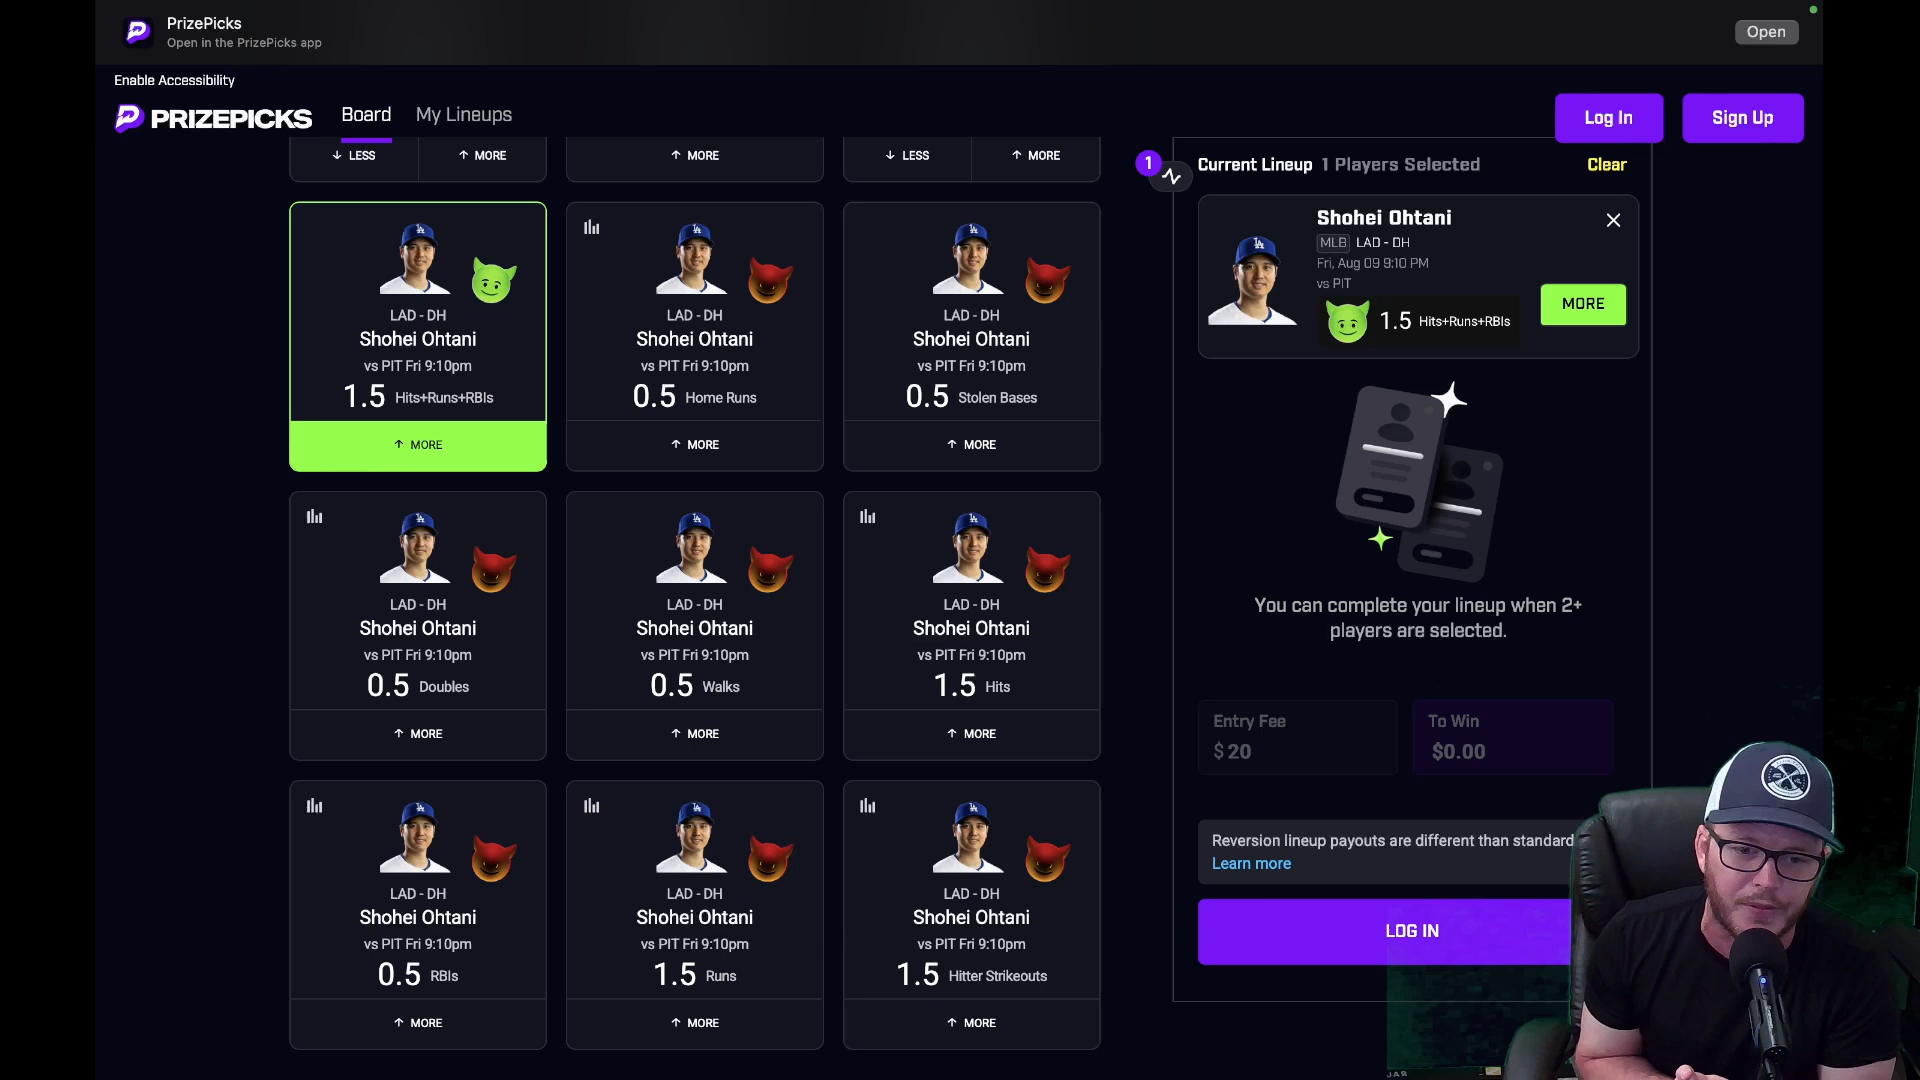 PrizePicks
Open in the PrizePicks app
Open
Enable Accessibility
PRIZEPICKS
Board
My Lineups
Log In
Sign Up
LESS
MORE
MORE
LESS
MORE
1
Current Lineup 1 Players Selected
Clear
LAD - DH
Shohei Ohtani
vs PIT Fri 9:10pm
1.5 Hits+Runs+RBIs
MORE
LAD - DH
Shohei Ohtani
vs PIT Fri 9:10pm
0.5 Home Runs
MORE
LAD - DH
Shohei Ohtani
vs PIT Fri 9:10pm
0.5 Stolen Bases
MORE
LAD - DH
Shohei Ohtani
vs PIT Fri 9:10pm
0.5 Doubles
MORE
LAD - DH
Shohei Ohtani
vs PIT Fri 9:10pm
0.5 Walks
MORE
LAD - DH
Shohei Ohtani
vs PIT Fri 9:10pm
1.5 Hits
MORE
LAD - DH
Shohei Ohtani
vs PIT Fri 9:10pm
0.5 RBIs
MORE
LAD - DH
Shohei Ohtani
vs PIT Fri 9:10pm
1.5 Runs
MORE
LAD - DH
Shohei Ohtani
vs PIT Fri 9:10pm
1.5 Hitter Strikeouts
MORE
Shohei Ohtani
MLB LAD - DH
Fri, Aug 09 9:10 PM
vs PIT
1.5 Hits+Runs+RBIs
MORE
You can complete your lineup when 2+
players are selected.
Entry Fee
$ 20
To Win
$0.00
Reversion lineup payouts are different than standard
Learn more
LOG IN